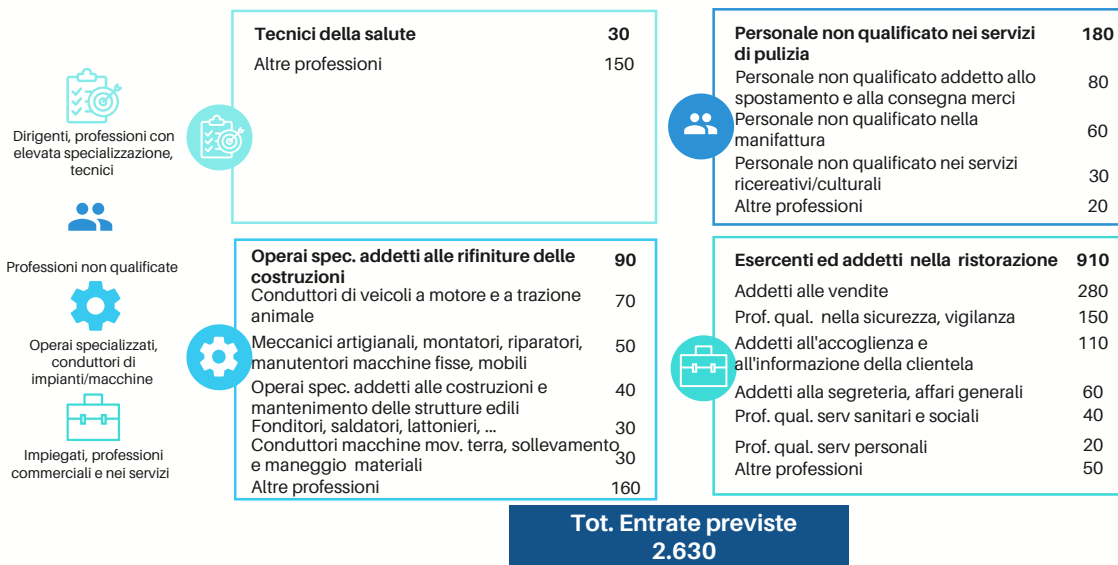 Dirigenti, professioni con
elevata specializzazione,
tecnici
Professioni non qualificate
Operai specializzati,
conduttori di
impianti/macchine
Impiegati, professioni
commerciali e nei servizi
Tecnici della salute 30
Altre professioni 150
Personale non qualificato nei servizi 180
di pulizia
Personale non qualificato addetto allo
spostamento e alla consegna merci 80
Personale non qualificato nella
manifattura 60
Personale non qualificato nei servizi
ricereativi/culturali 30
Altre professioni 20
Operai spec. addetti alle rifiniture delle 90
costruzioni
Conduttori di veicoli a motore e a trazione 70
animale
Meccanici artigianali, montatori, riparatori, 50
manutentori macchine fisse, mobili
Operai spec. addetti alle costruzioni e 40
mantenimento delle strutture edili
Fonditori, saldatori, lattonieri, ... 30
Conduttori macchine mov. terra, sollevamento
e maneggio materiali 30
Altre professioni 160
Esercenti ed addetti nella ristorazione 910
Addetti alle vendite 280
Prof. qual. nella sicurezza, vigilanza 150
Addetti all'accoglienza e 110
all'informazione della clientela
Addetti alla segreteria, affari generali 60
Prof. qual. serv sanitari e sociali 40
Prof. qual. serv personali 20
Altre professioni 50
Tot. Entrate previste
2.630